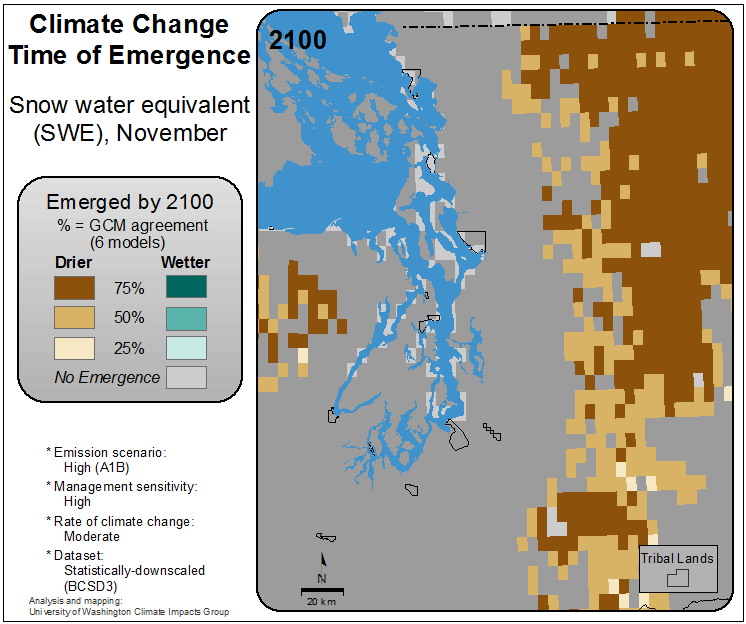 Climate Change
Time of Emergence
Snow water equivalent
(SWE), November
Emerged by 2100
% = GCM agreement
(6 models)
Drier Wetter
75%
50%
25%
No Emergence
* Emission scenario:
High (A1B)
* Management sensitivity:
High
* Rate of climate change:
Moderate
* Dataset:
Statistically-downscaled
(BCSD3)
Analysis and mapping:
University of Washington Climate Impacts Group
2100
N
20 km
Tribal Lands